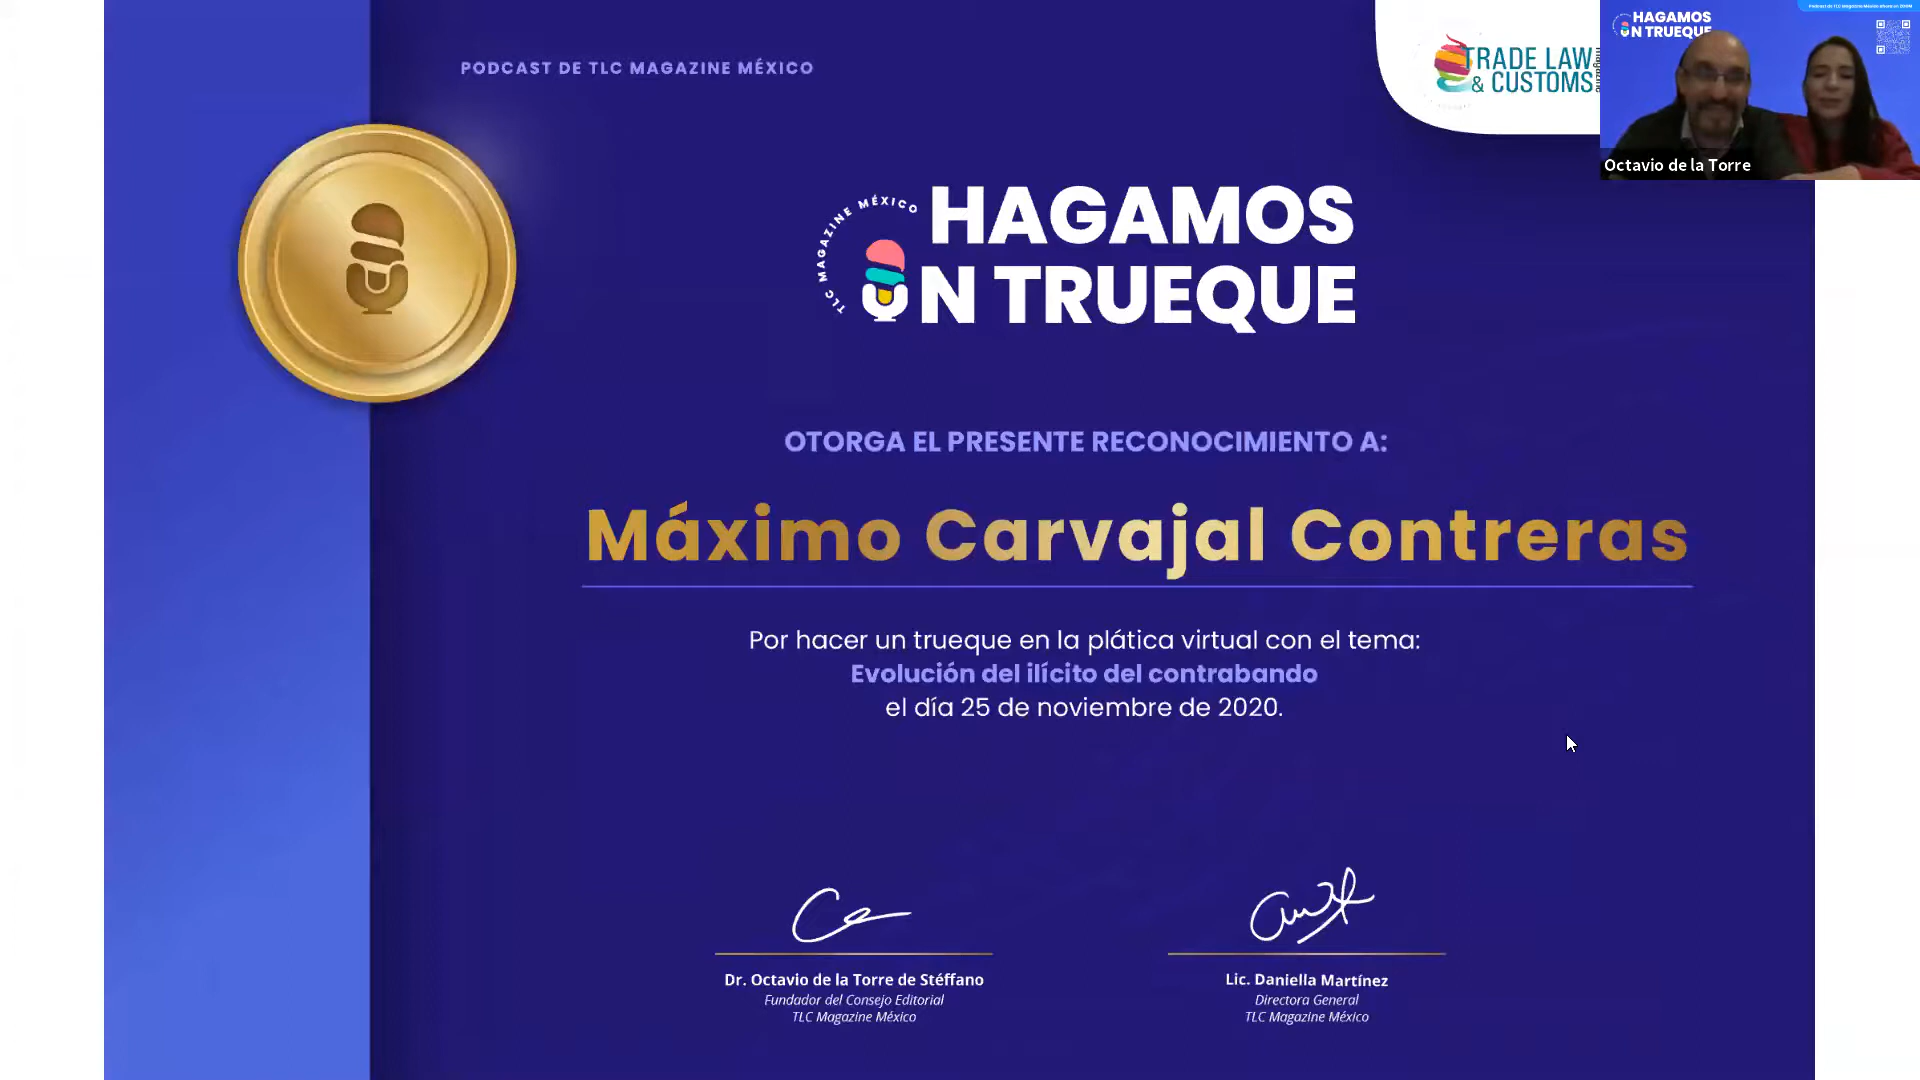 PODCAST DE TLC MAGAZINE MÉXICO
TRADE LAW
& CUSTOMS
HAGAMOS
UN TRUEQUE
Octavio de la Torre
TLC MAGAZINE MÉXICO
HAGAMOS
UN TRUEQUE
OTORGA EL PRESENTE RECONOCIMIENTO A:
Máximo Carvajal Contreras
Por hacer un trueque en la plática virtual con el tema:
Evolución del ilícito del contrabando
el día 25 de noviembre de 2020.
Dr. Octavio de la Torre de Stéffano
Fundador del Consejo Editorial
TLC Magazine México
Lic. Daniella Martínez
Directora General
TLC Magazine México